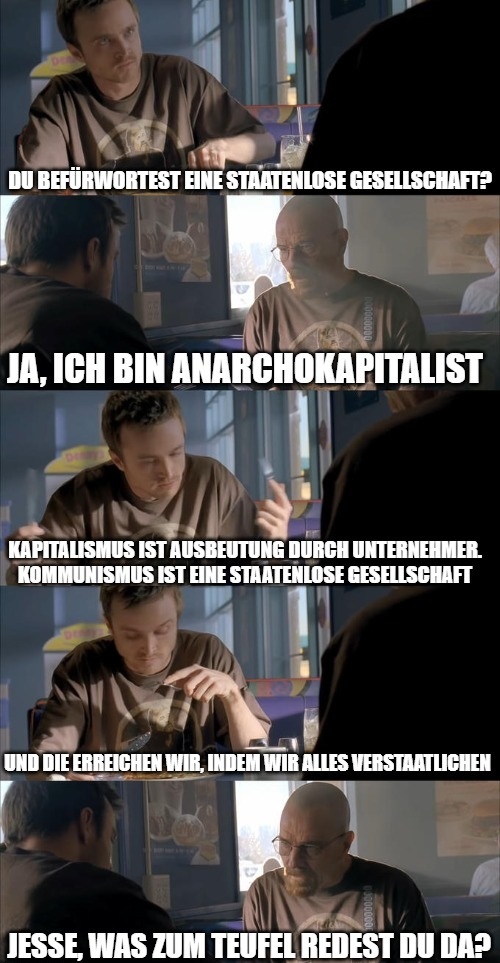 DU BEFÜRWORTEST EINE STAATENLOSE GESELLSCHAFT?
JA, ICH BIN ANARCHOKAPITALIST
KAPITALISMUS IST AUSBEUTUNG DURCH UNTERNEHMER.
KOMMUNISMUS IST EINE STAATENLOSE GESELLSCHAFT
UND DIE ERREICHEN WIR, INDEM WIR ALLES VERSTAATLICHEN
JESSE, WAS ZUM TEUFEL REDEST DU DA?